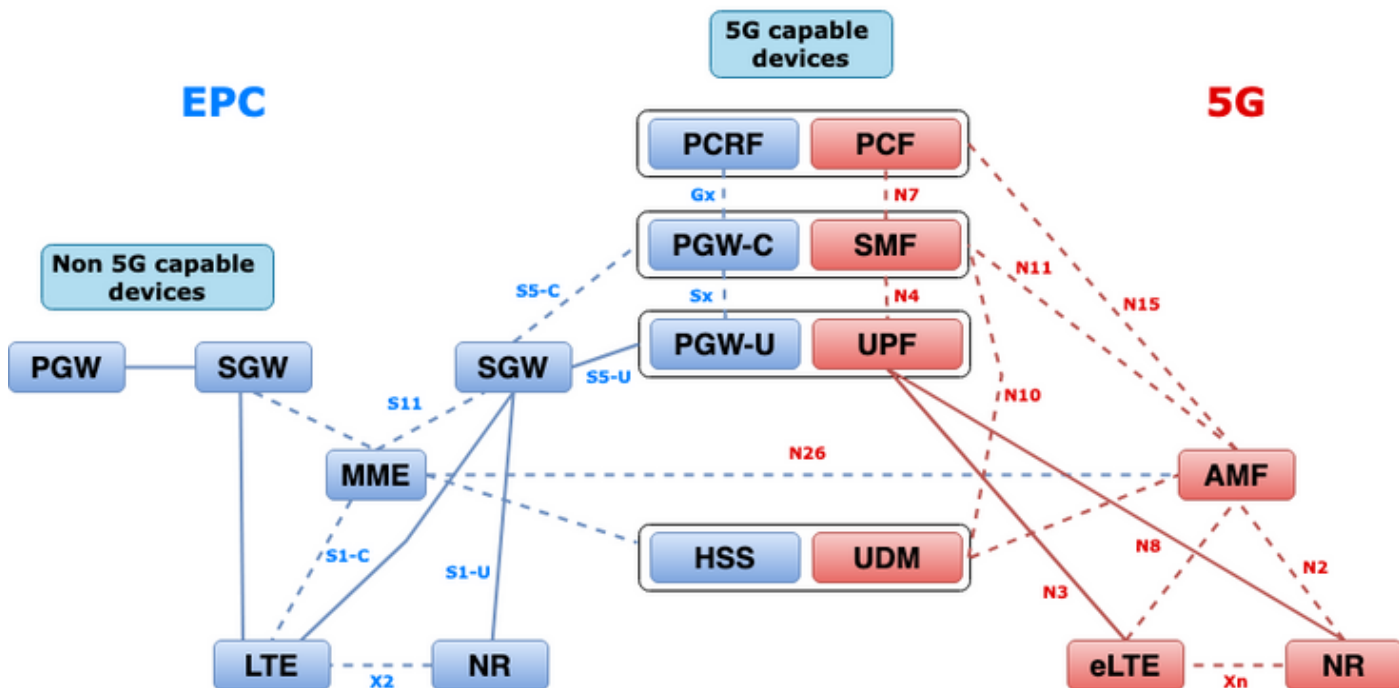 5G capable
devices
EPC
5G
PCRF
PCF
Gx
N7
PGW-C
SMF
Non 5G capable
devices
S5-C
Sx
N4
N11
N15
PGW
SGW
SGW
S5-U
PGW-U
UPF
S11
N10
MME
N26
AMF
S1-C
S1-U
HSS
UDM
N3
N8
N2
LTE
X2
NR
eLTE
Xn
NR